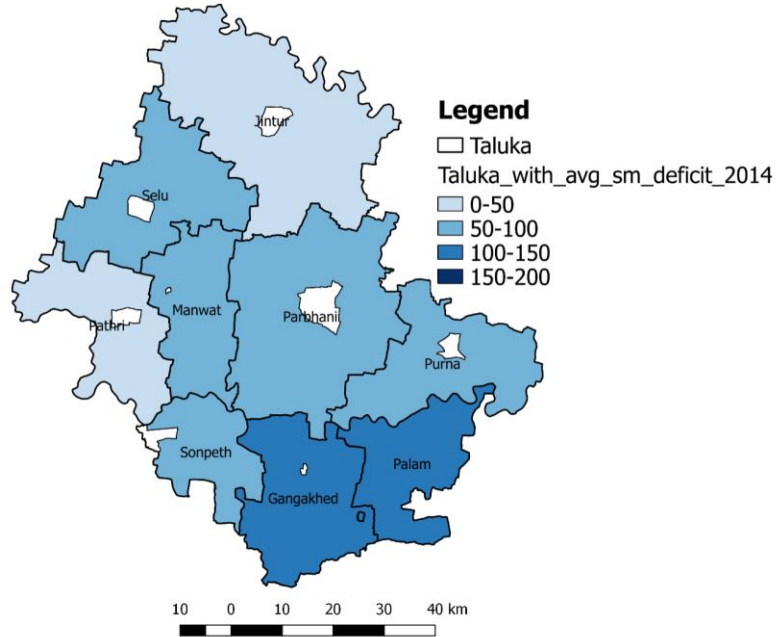 Jintur
Legend
Taluka
Taluka_with_avg_sm_deficit_2014
0-50
50-100
100-150
150-200
Selu
Manwat
Parbhanil
Pathri
Purna
Sonpeth
Palam
Gangakhed
10 0 10 20 30 40 km